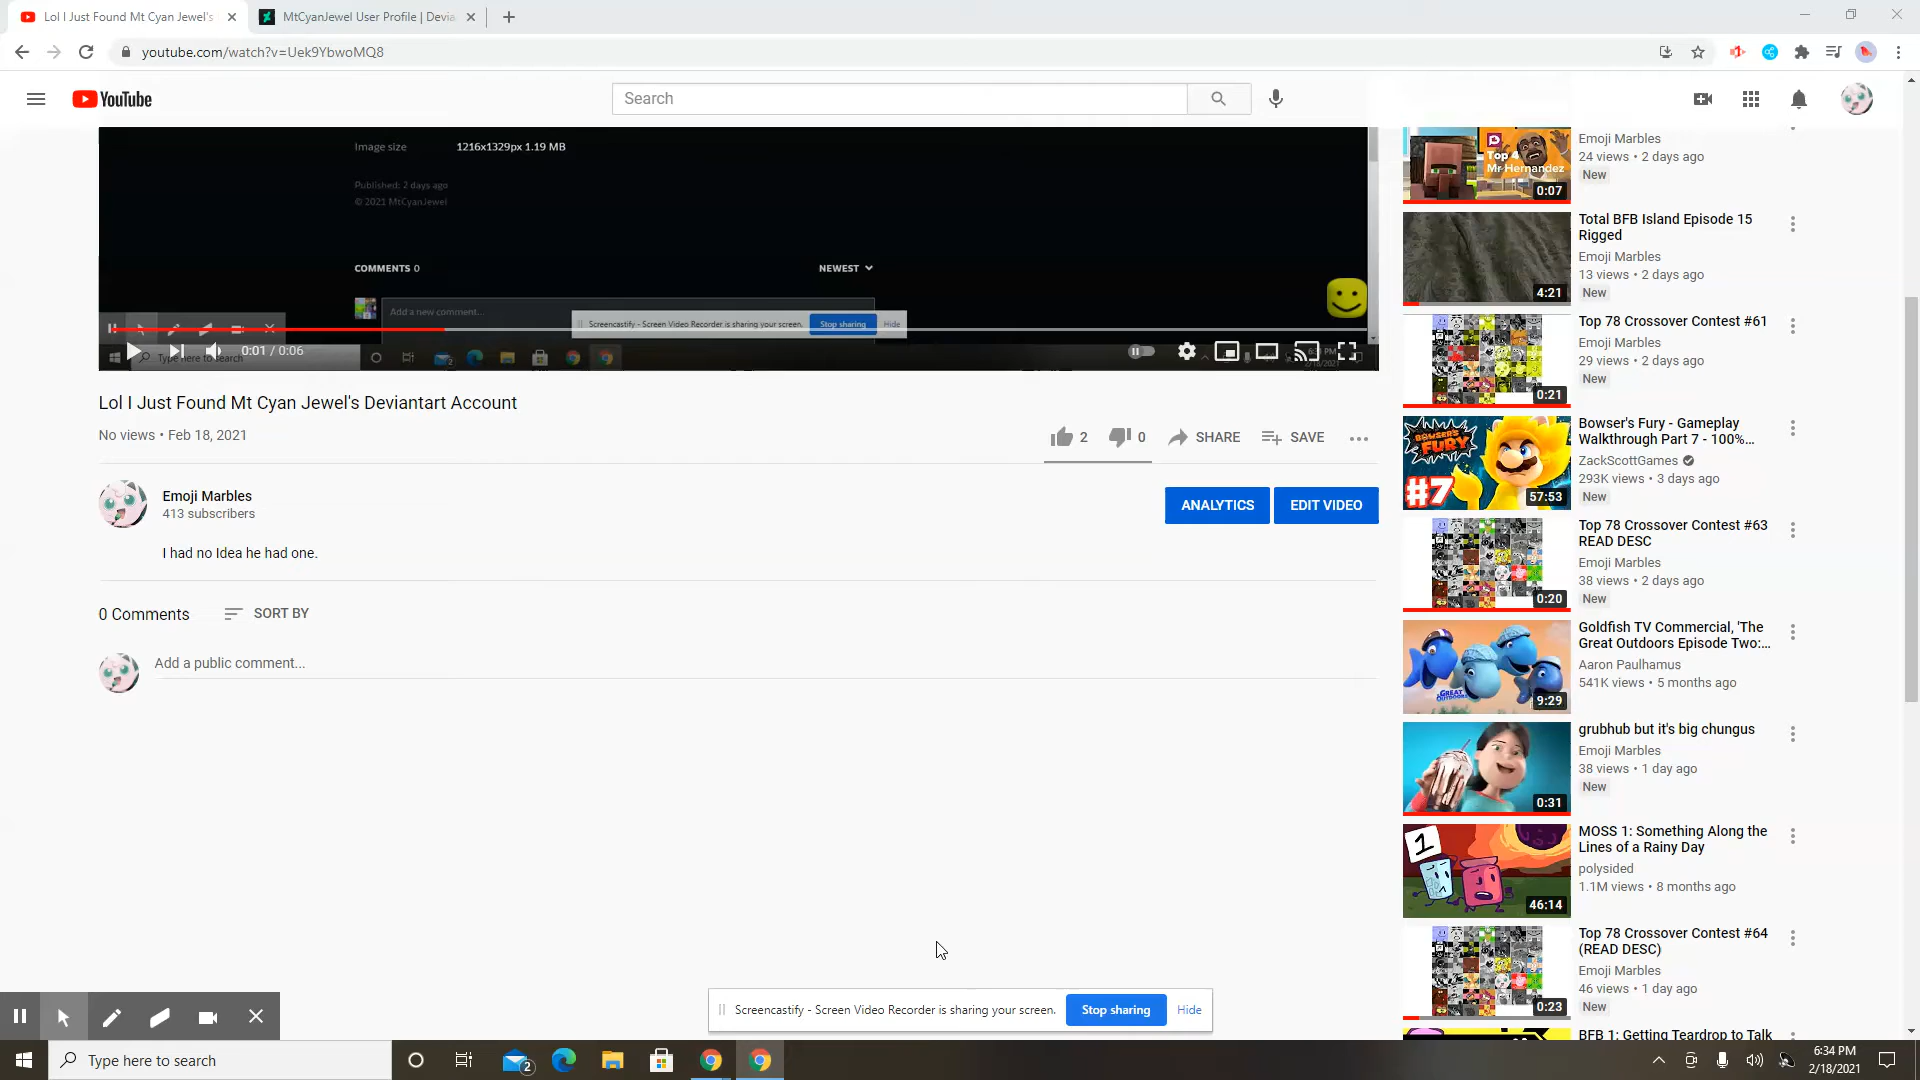 Lol I Just Found Mt Cyan Jewel's
MtCyanJewel User Profile | Devia
youtube.com/watch?v=Uek9YbwoMQ8
YouTube
Search
Image size 1216x1329px 1.19 MB
Published: 2 days ago
© 2021 MtCyanJewel
COMMENTS 0 NEWEST
Add a new comment...
Screencastify - Screen Video Recorder is sharing your screen. Stop sharing Hide
0:01 / 0:06
Type here to search
2/18/2021
Lol I Just Found Mt Cyan Jewel's Deviantart Account
No views • Feb 18, 2021
2 0 SHARE SAVE
Emoji Marbles
413 subscribers
ANALYTICS EDIT VIDEO
I had no Idea he had one.
0 Comments SORT BY
Add a public comment...
Top 4
Mr Hernandez
0:07
Emoji Marbles
24 views • 2 days ago
New
4:21
Total BFB Island Episode 15
Rigged
Emoji Marbles
13 views • 2 days ago
New
0:21
Top 78 Crossover Contest #61
Emoji Marbles
29 views • 2 days ago
New
BOWSER'S
FURY
#7
57:53
Bowser's Fury - Gameplay
Walkthrough Part 7 - 100%...
ZackScottGames
293K views • 3 days ago
New
0:20
Top 78 Crossover Contest #63
READ DESC
Emoji Marbles
38 views • 2 days ago
New
GREAT
OUTDOORS
9:29
Goldfish TV Commercial, 'The
Great Outdoors Episode Two:...
Aaron Paulhamus
541K views • 5 months ago
0:31
grubhub but it's big chungus
Emoji Marbles
38 views • 1 day ago
New
1
46:14
MOSS 1: Something Along the
Lines of a Rainy Day
polysided
1.1M views • 8 months ago
0:23
Top 78 Crossover Contest #64
(READ DESC)
Emoji Marbles
46 views • 1 day ago
New
BFB 1: Getting Teardrop to Talk
Screencastify - Screen Video Recorder is sharing your screen. Stop sharing Hide
Type here to search
2
6:34 PM
2/18/2021